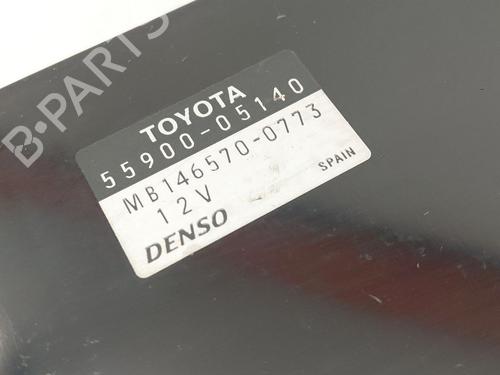 B-PARTS
TOYOTA
55900-05140
MB146570-0773
12V
DENSO
SPAIN